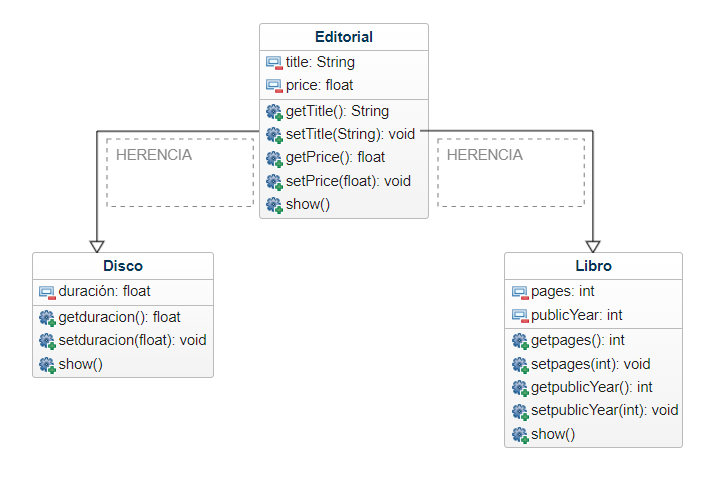 Editorial
title: String
price: float
getTitle(): String
setTitle(String): void
getPrice(): float
setPrice(float): void
show()
HERENCIA
HERENCIA
Disco
duración: float
getduracion(): float
setduracion(float): void
show()
Libro
pages: int
publicYear: int
getpages(): int
setpages(int): void
getpublicYear(): int
setpublicYear(int): void
show()